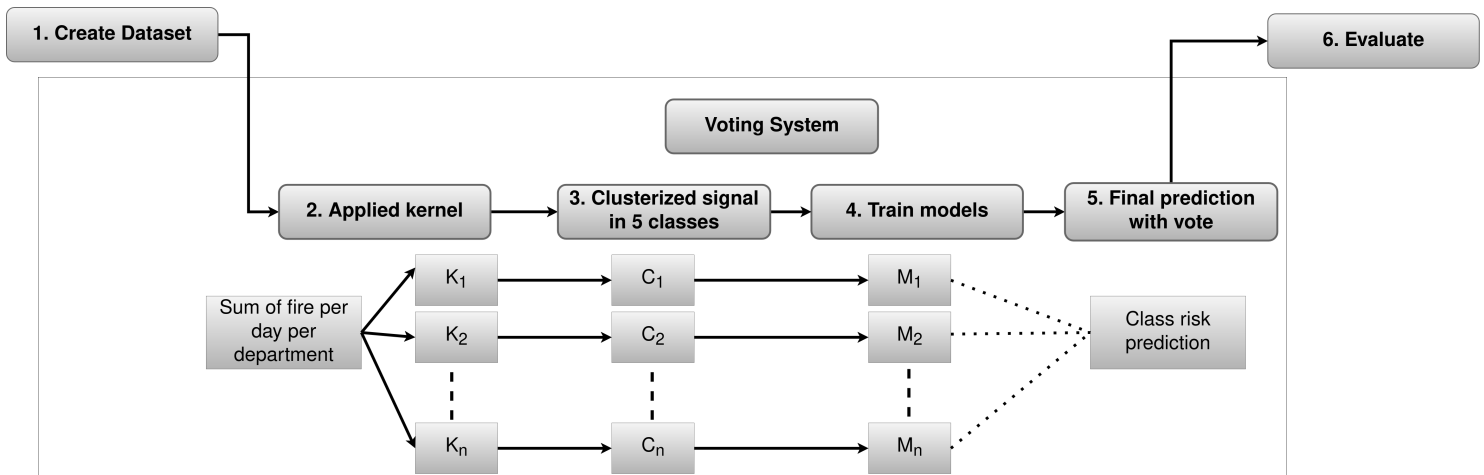 1. Create Dataset
6. Evaluate
Voting System
2. Applied kernel
3. Clusterized signal
in 5 classes
4. Train models
5. Final prediction
with vote
Sum of fire per
day per
department
K1
C1
M1
K2
C2
M2
Kn
Cn
Mn
Class risk
prediction